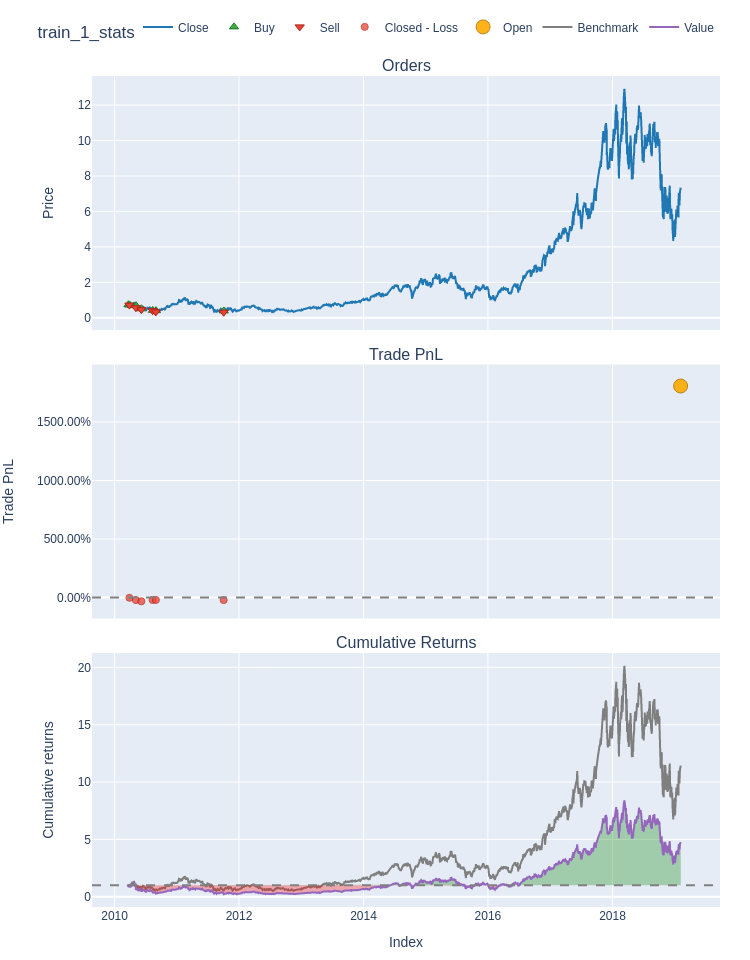 train_1_stats
Close
Buy
Sell
Closed - Loss
Open
Benchmark
Value
Orders
Price
12
10
8
6
4
2
0
Trade PnL
Trade PnL
1500.00%
1000.00%
500.00%
0.00%
Cumulative Returns
Cumulative returns
20
15
10
5
0
2010
2012
2014
2016
2018
Index